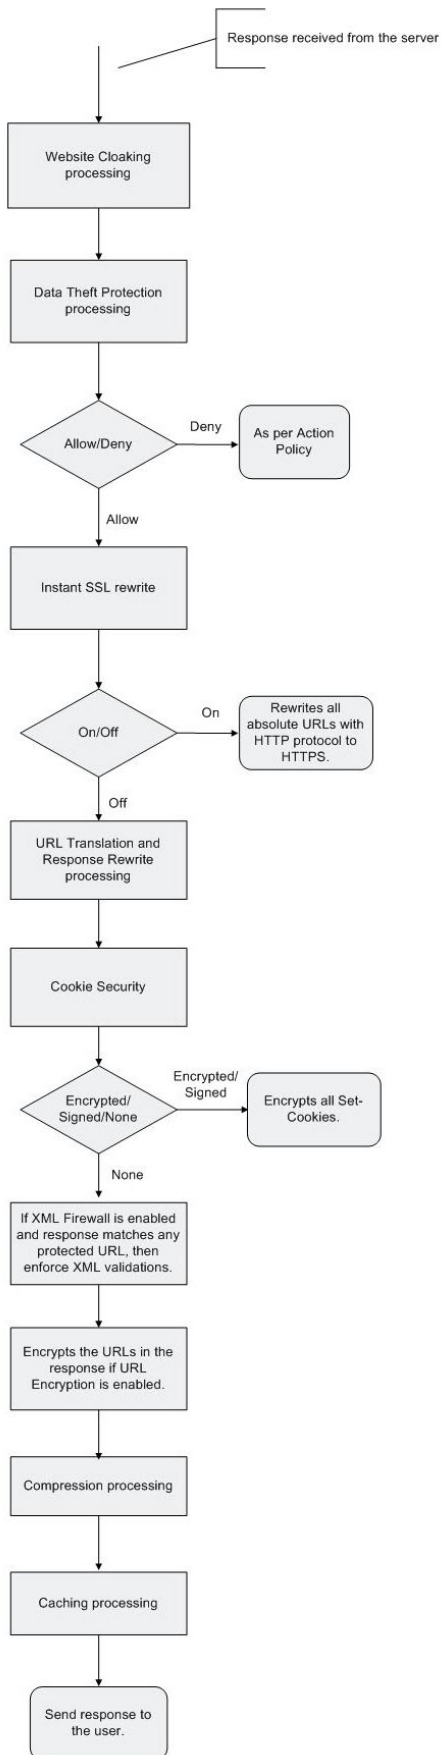 Response received from the server
Website Cloaking
processing
Data Theft Protection
processing
Allow/Deny
Deny
As per Action
Policy
Allow
Instant SSL rewrite
On/Off
On
Rewrites all
absolute URLs with
HTTP protocol to
HTTPS.
Off
URL Translation and
Response Rewrite
processing
Cookie Security
Encrypted/
Signed/None
Encrypted/
Signed
Encrypts all Set-
Cookies.
None
If XML Firewall is enabled
and response matches any
protected URL, then
enforce XML validations.
Encrypts the URLs in the
response if URL
Encryption is enabled.
Compression processing
Caching processing
Send response to
the user.